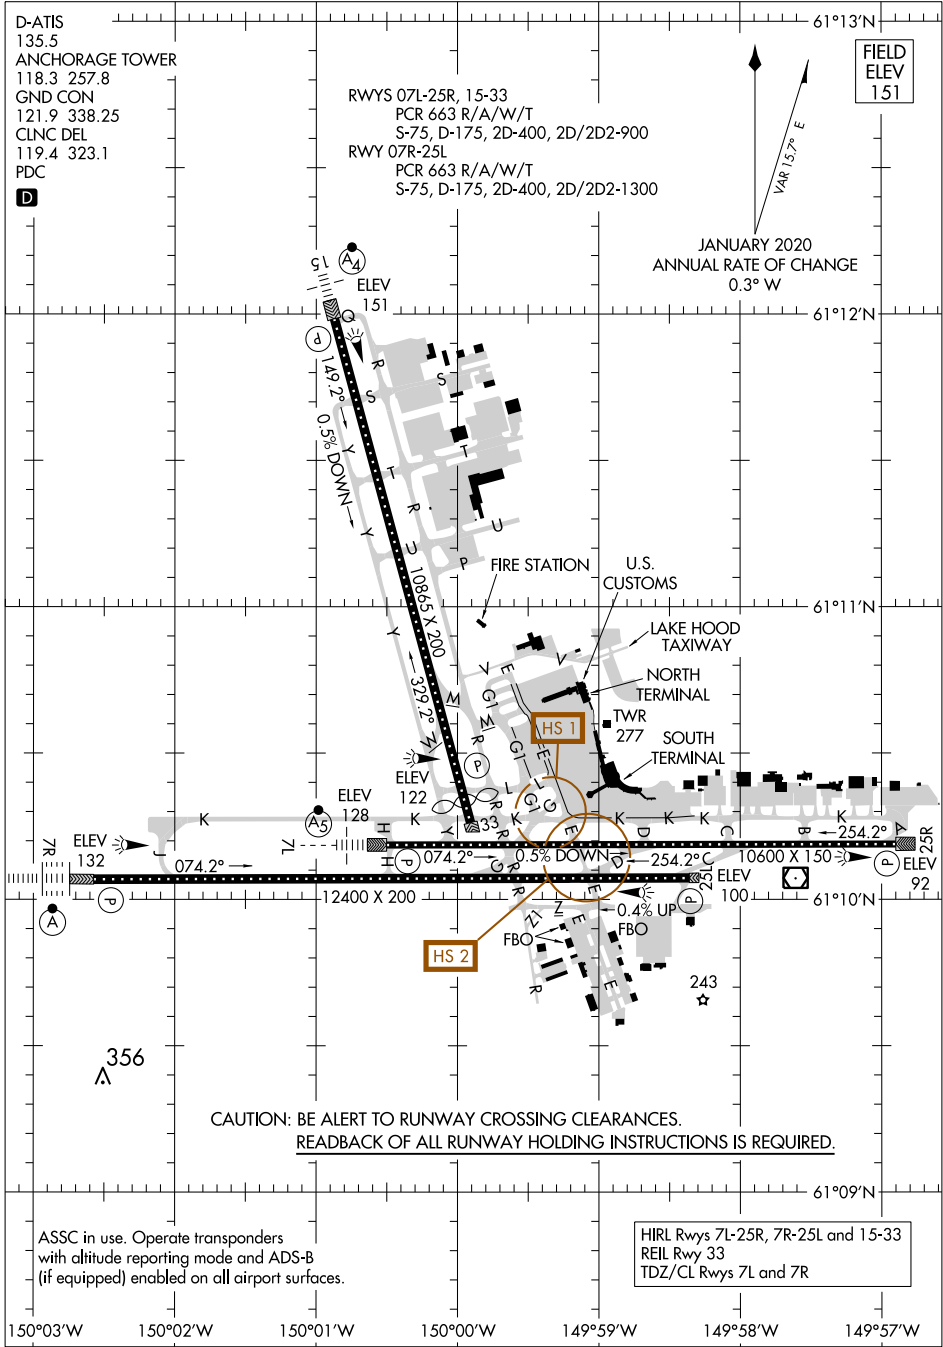 D-ATIS
135.5
ANCHORAGE TOWER
118.3 257.8
GND CON
121.9 338.25
CLNC DEL
119.4 323.1
PDC
D
RWYS 07L-25R, 15-33
PCR 663 R/A/W/T
S-75, D-175, 2D-400, 2D/2D2-900
RWY 07R-25L
PCR 663 R/A/W/T
S-75, D-175, 2D-400, 2D/2D2-1300
61°13'N
FIELD
ELEV
151
VAR 15.7° E
JANUARY 2020
ANNUAL RATE OF CHANGE
0.3° W
15
A4
ELEV
151
61°12'N
Q
P
R
S
S
149.2°
0.5% DOWN
Y
T
T
R
U
Y
U
P
10865 X 200
FIRE STATION
U.S.
CUSTOMS
61°11'N
Y
LAKE HOOD
TAXIWAY
V
E
V
329.2°
G1
NORTH
TERMINAL
M
M
W
R
HS 1
TWR
277
SOUTH
TERMINAL
G1
E
P
ELEV
122
L
L
G1
G
R
33
ELEV
128
A5
K
K
K
K
K
K
7R
ELEV
132
J
7L
H
Y
R
E
D
C
B
254.2°
A
25R
074.2°
H
P
074.2°
G
R
0.5% DOWN
D
254.2°
C
10600 X 150
P
ELEV
92
A
P
12400 X 200
R
E
25L
P
ELEV
100
61°10'N
Z
Z
E
0.4% UP
FBO
FBO
HS 2
R
E
243
356
CAUTION: BE ALERT TO RUNWAY CROSSING CLEARANCES.
READBACK OF ALL RUNWAY HOLDING INSTRUCTIONS IS REQUIRED.
61°09'N
ASSC in use. Operate transponders
with altitude reporting mode and ADS-B
(if equipped) enabled on all airport surfaces.
HIRL Rwys 7L-25R, 7R-25L and 15-33
REIL Rwy 33
TDZ/CL Rwys 7L and 7R
150°03'W
150°02'W
150°01'W
150°00'W
149°59'W
149°58'W
149°57'W